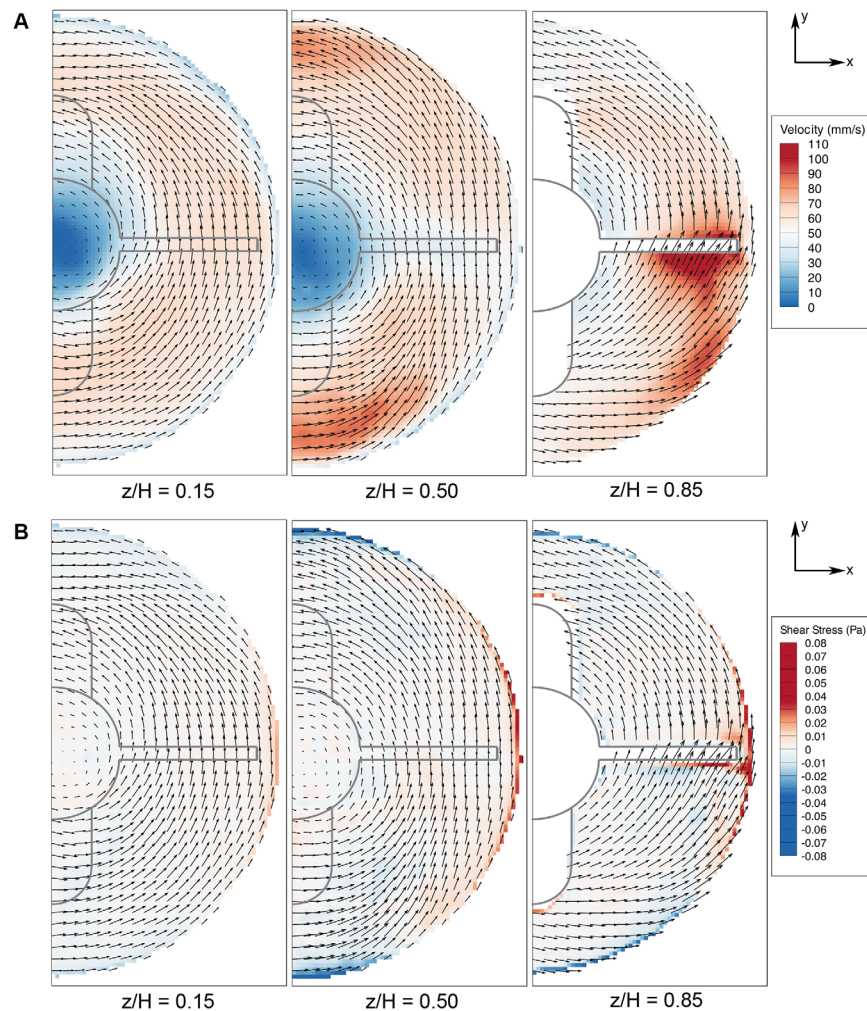 A
y
x
Velocity (mm/s)
110
100
90
80
70
60
50
40
30
20
10
0
z/H = 0.15
z/H = 0.50
z/H = 0.85
B
y
x
Shear Stress (Pa)
0.08
0.07
0.06
0.05
0.04
0.03
0.02
0.01
0
-0.01
-0.02
-0.03
-0.04
-0.05
-0.06
-0.07
-0.08
z/H = 0.15
z/H = 0.50
z/H = 0.85